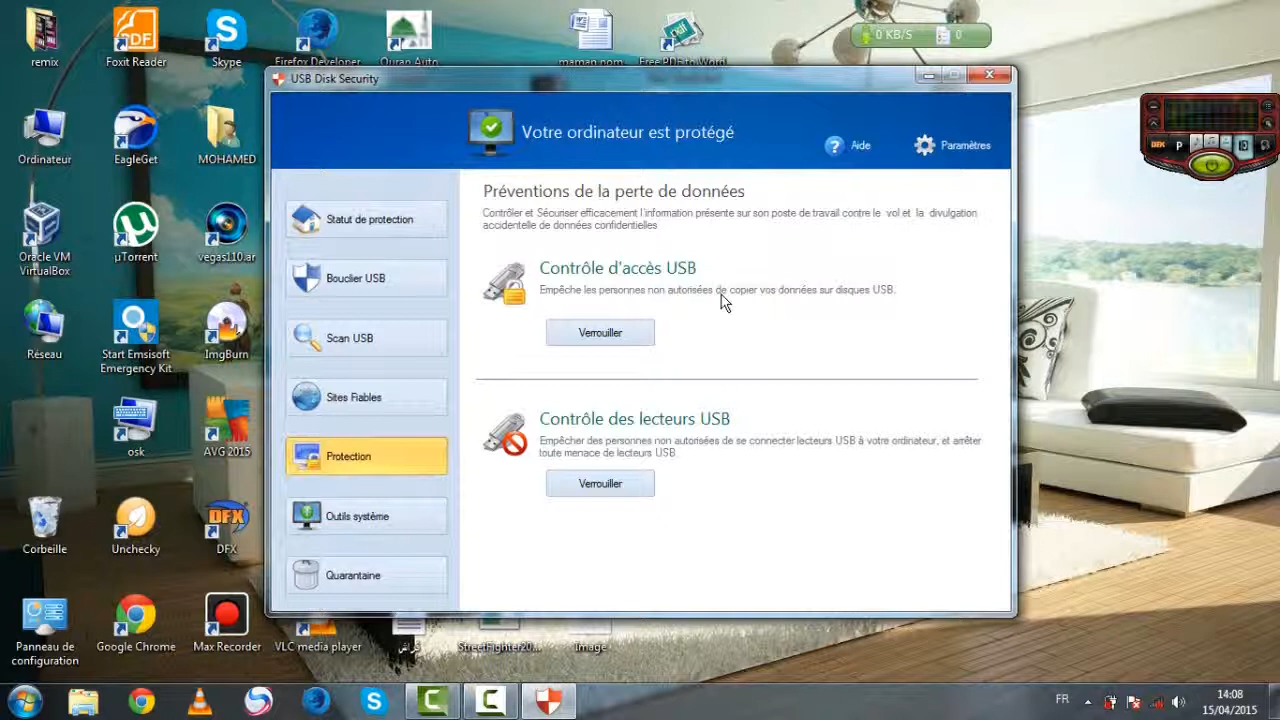 remix
Foxit Reader
Skype
Firefox Developer
Quran Auto
0 KB/S
0
USB Disk Security
Votre ordinateur est protégé
Aide
Paramètres
Ordinateur
EagleGet
MOHAMED
Statut de protection
Bouclier USB
Scan USB
Sites Fiables
Protection
Outils système
Quarantaine
Préventions de la perte de données
Contrôler et Sécuriser efficacement l'information présente sur son poste de travail contre le vol et la divulgation
accidentelle de données confidentielles
Contrôle d'accès USB
Empêche les personnes non autorisées de copier vos données sur disques USB.
Verrouiller
Contrôle des lecteurs USB
Empêcher des personnes non autorisées de se connecter lecteurs USB à votre ordinateur, et arrêter
toute menace de lecteurs USB
Verrouiller
DFX
P
Oracle VM
VirtualBox
µTorrent
vegas110.ar
Réseau
Start Emsisoft
Emergency Kit
ImgBurn
osk
AVG 2015
Corbeille
Unchecky
DFX
DFX
Panneau de
configuration
Google Chrome
Max Recorder
VLC media player
Image
FR
14:08
15/04/2015